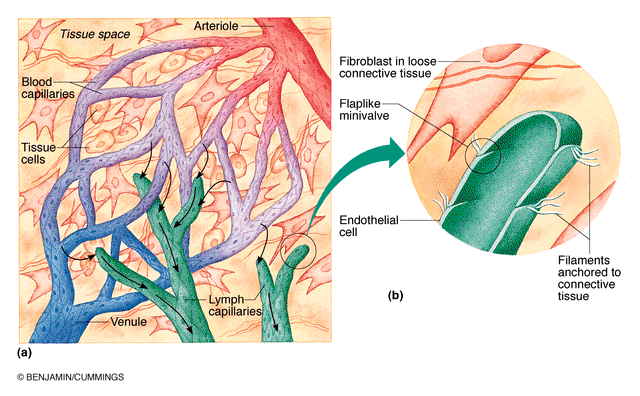 Tissue space
Arteriole
Blood
capillaries
Tissue
cells
Lymph
capillaries
Venule
(a)
Fibroblast in loose
connective tissue
Flaplike
minivalve
Endothelial
cell
Filaments
anchored to
connective
tissue
(b)
© BENJAMIN/CUMMINGS